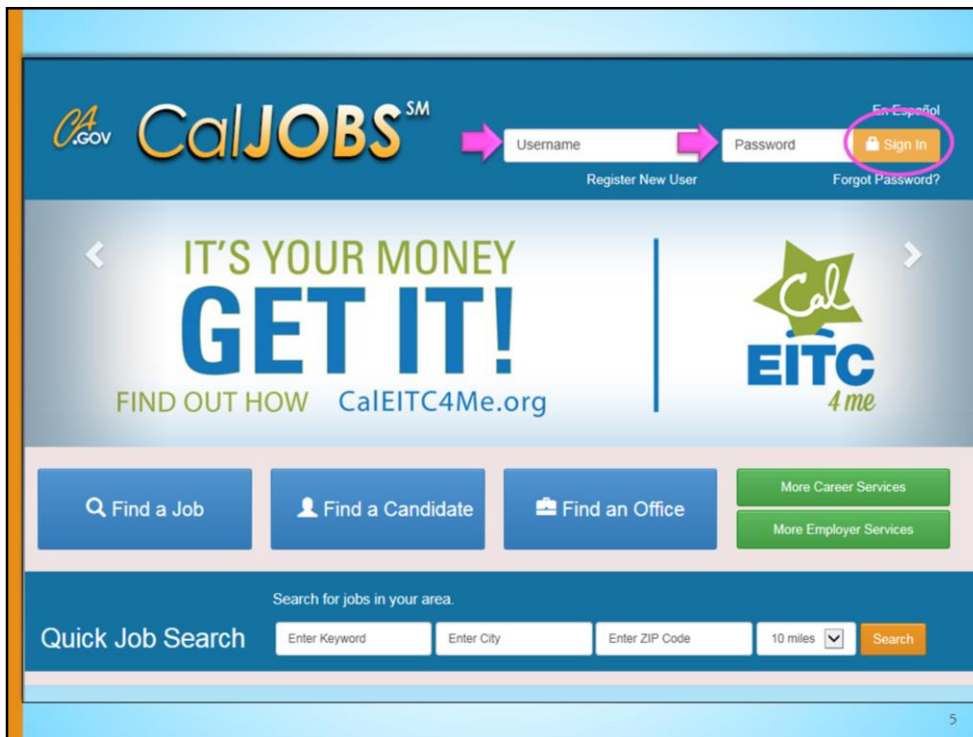 En Español
CA.GOV CalJOBS SM
Username Password Sign In
Register New User Forgot Password?
IT'S YOUR MONEY
GET IT!
FIND OUT HOW CalEITC4Me.org
Cal
EITC
4 me
Find a Job Find a Candidate Find an Office
More Career Services
More Employer Services
Search for jobs in your area.
Quick Job Search Enter Keyword Enter City Enter ZIP Code 10 miles Search
5